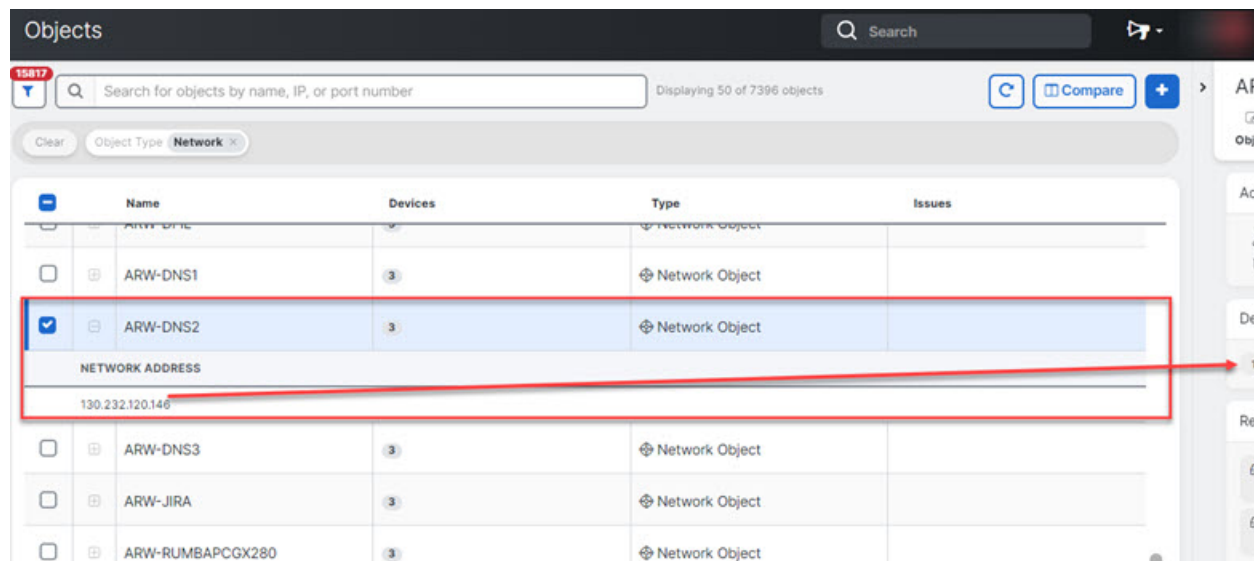 Objects
Search
15817
Search for objects by name, IP, or port number
Displaying 50 of 7396 objects
Compare
Clear
Object Type Network ×
Name Devices Type Issues
ARW-DNS1 3 Network Object
ARW-DNS2 3 Network Object
NETWORK ADDRESS
130.232.120.146
ARW-DNS3 3 Network Object
ARW-JIRA 3 Network Object
ARW-RUMBAPCGX280 3 Network Object